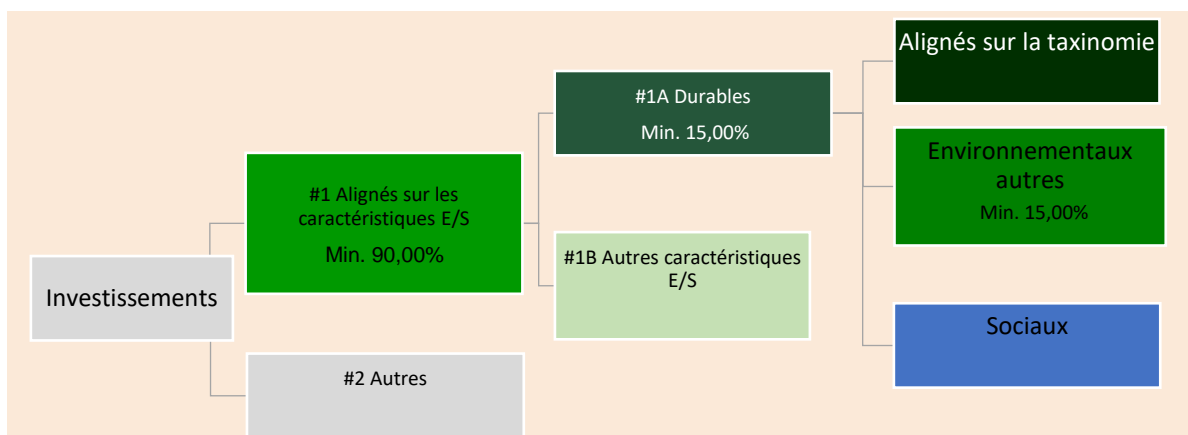 Investissements
#1 Alignés sur les
caractéristiques E/S
Min. 90,00%
#2 Autres
#1A Durables
Min. 15,00%
#1B Autres caractéristiques
E/S
Alignés sur la taxinomie
Environnementaux
autres
Min. 15,00%
Sociaux